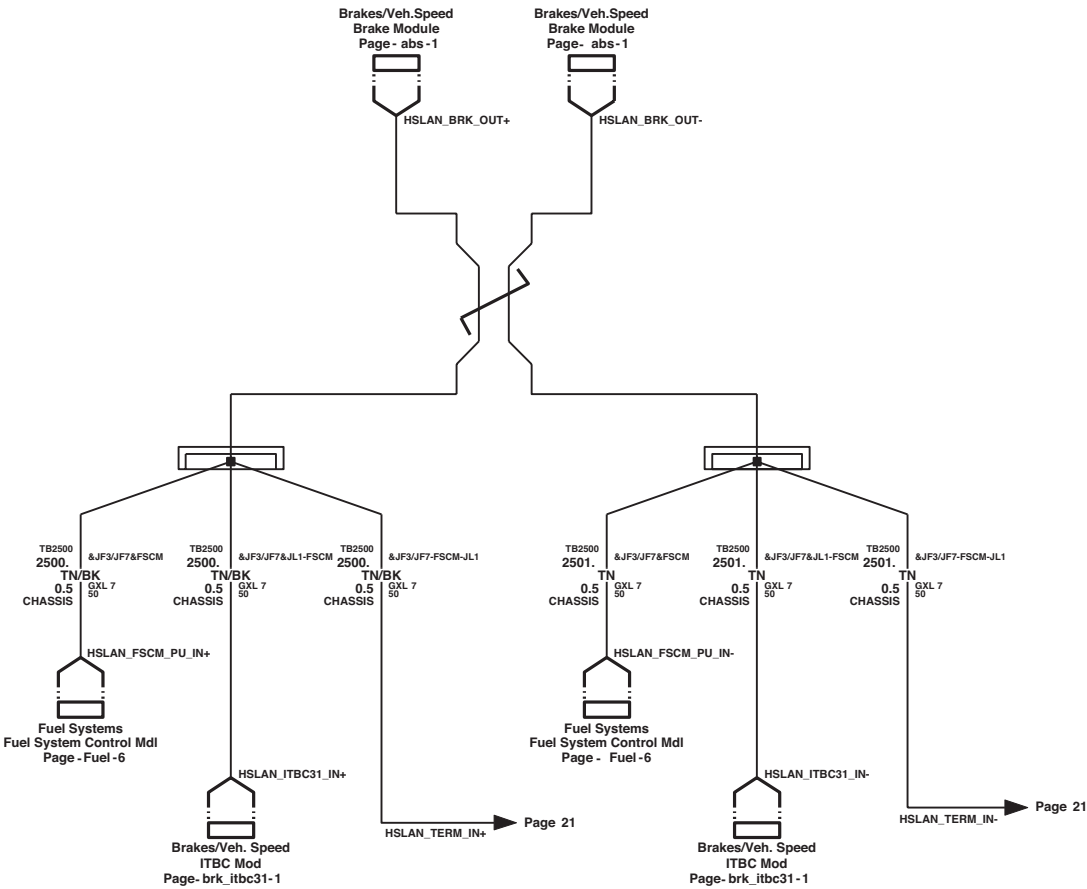 Brakes/Veh.Speed
Brake Module
Page- abs-1
Brakes/Veh.Speed
Brake Module
Page- abs-1
HSLAN_BRK_OUT+
HSLAN_BRK_OUT-
TB2500
2500.
TN/BK
0.5
CHASSIS
&JF3/JF7&FSCM
GXL 7
50
TB2500
2500.
TN/BK
0.5
CHASSIS
&JF3/JF7&JL1-FSCM
GXL 7
50
TB2500
2500.
TN/BK
0.5
CHASSIS
&JF3/JF7-FSCM-JL1
GXL 7
50
TB2500
2501.
TN
0.5
CHASSIS
&JF3/JF7&FSCM
GXL 7
50
TB2500
2501.
TN
0.5
CHASSIS
&JF3/JF7&JL1-FSCM
GXL 7
50
TB2500
2501.
TN
0.5
CHASSIS
&JF3/JF7-FSCM-JL1
GXL 7
50
HSLAN_FSCM_PU_IN+
Fuel Systems
Fuel System Control Mdl
Page-Fuel-6
HSLAN_FSCM_PU_IN-
Fuel Systems
Fuel System Control Mdl
Page- Fuel-6
HSLAN_ITBC31_IN+
Brakes/Veh. Speed
ITBC Mod
Page- brk_itbc31-1
HSLAN_TERM_IN+
Page 21
HSLAN_ITBC31_IN-
Brakes/Veh. Speed
ITBC Mod
Page- brk_itbc31-1
HSLAN_TERM_IN-
Page 21